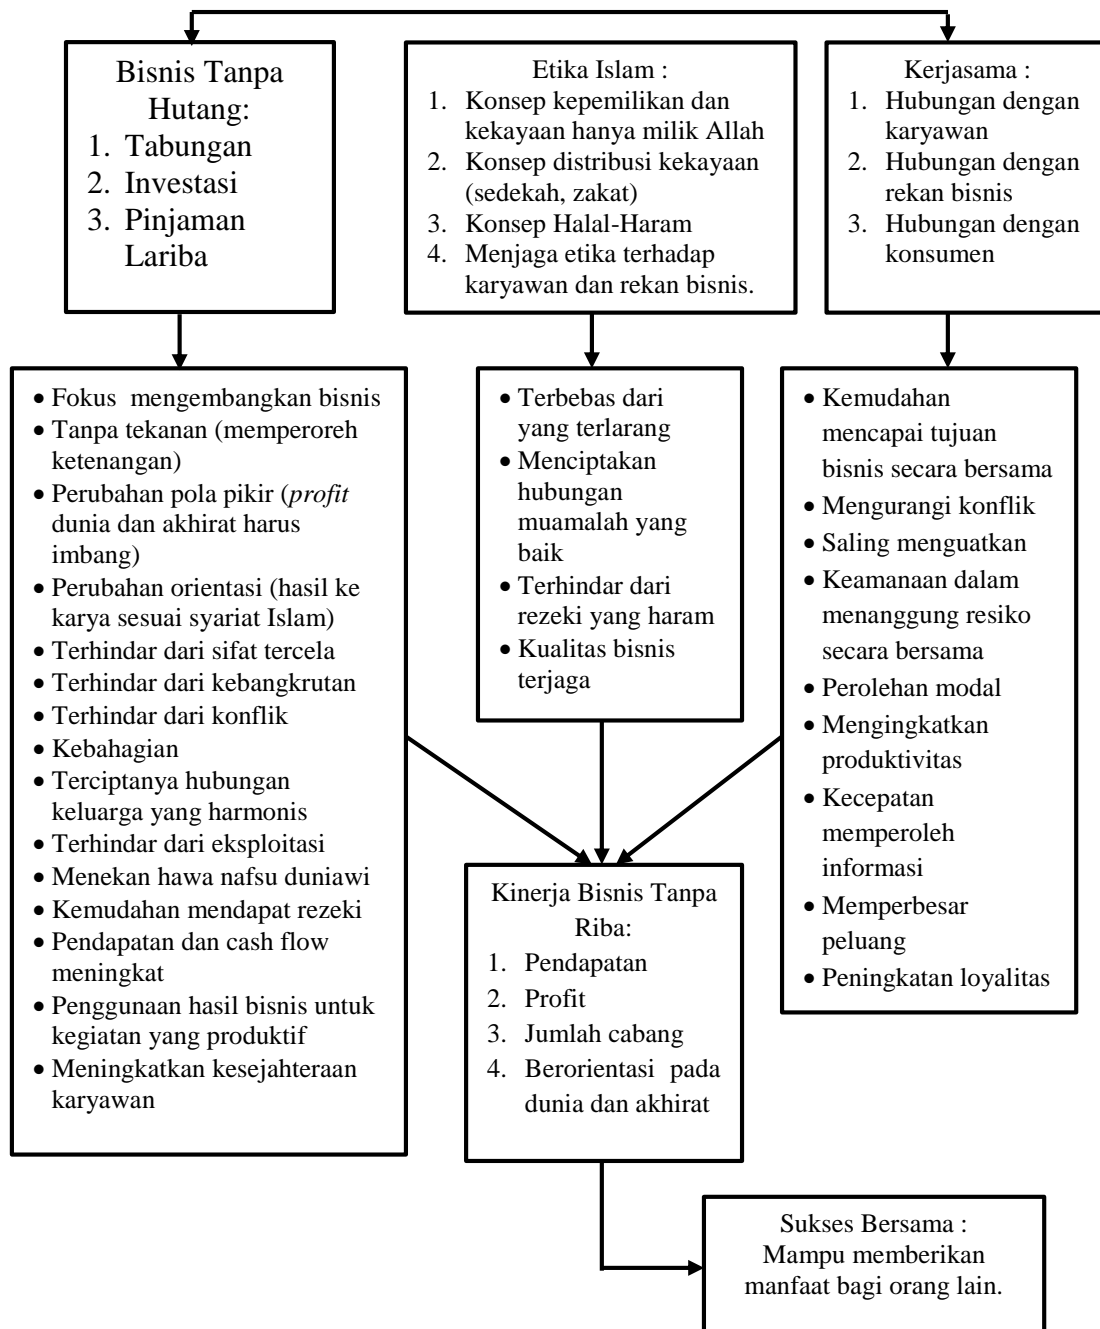 Bisnis Tanpa
Hutang:
1. Tabungan
2. Investasi
3. Pinjaman
Lariba
Etika Islam :
1. Konsep kepemilikan dan
kekayaan hanya milik Allah
2. Konsep distribusi kekayaan
(sedekah, zakat)
3. Konsep Halal-Haram
4. Menjaga etika terhadap
karyawan dan rekan bisnis.
Kerjasama :
1. Hubungan dengan
karyawan
2. Hubungan dengan
rekan bisnis
3. Hubungan dengan
konsumen
• Fokus mengembangkan bisnis
• Tanpa tekanan (memperoreh
ketenangan)
• Perubahan pola pikir (profit
dunia dan akhirat harus
imbang)
• Perubahan orientasi (hasil ke
karya sesuai syariat Islam)
• Terhindar dari sifat tercela
• Terhindar dari kebangkrutan
• Terhindar dari konflik
• Kebahagian
• Terciptanya hubungan
keluarga yang harmonis
• Terhindar dari eksploitasi
• Menekan hawa nafsu duniawi
• Kemudahan mendapat rezeki
• Pendapatan dan cash flow
meningkat
• Penggunaan hasil bisnis untuk
kegiatan yang produktif
• Meningkatkan kesejahteraan
karyawan
• Terbebas dari
yang terlarang
• Menciptakan
hubungan
muamalah yang
baik
• Terhindar dari
rezeki yang haram
• Kualitas bisnis
terjaga
• Kemudahan
mencapai tujuan
bisnis secara bersama
• Mengurangi konflik
• Saling menguatkan
• Keamanaan dalam
menanggung resiko
secara bersama
• Perolehan modal
• Mengingkatkan
produktivitas
• Kecepatan
memperoleh
informasi
• Memperbesar
peluang
• Peningkatan loyalitas
Kinerja Bisnis Tanpa
Riba:
1. Pendapatan
2. Profit
3. Jumlah cabang
4. Berorientasi pada
dunia dan akhirat
Sukses Bersama :
Mampu memberikan
manfaat bagi orang lain.